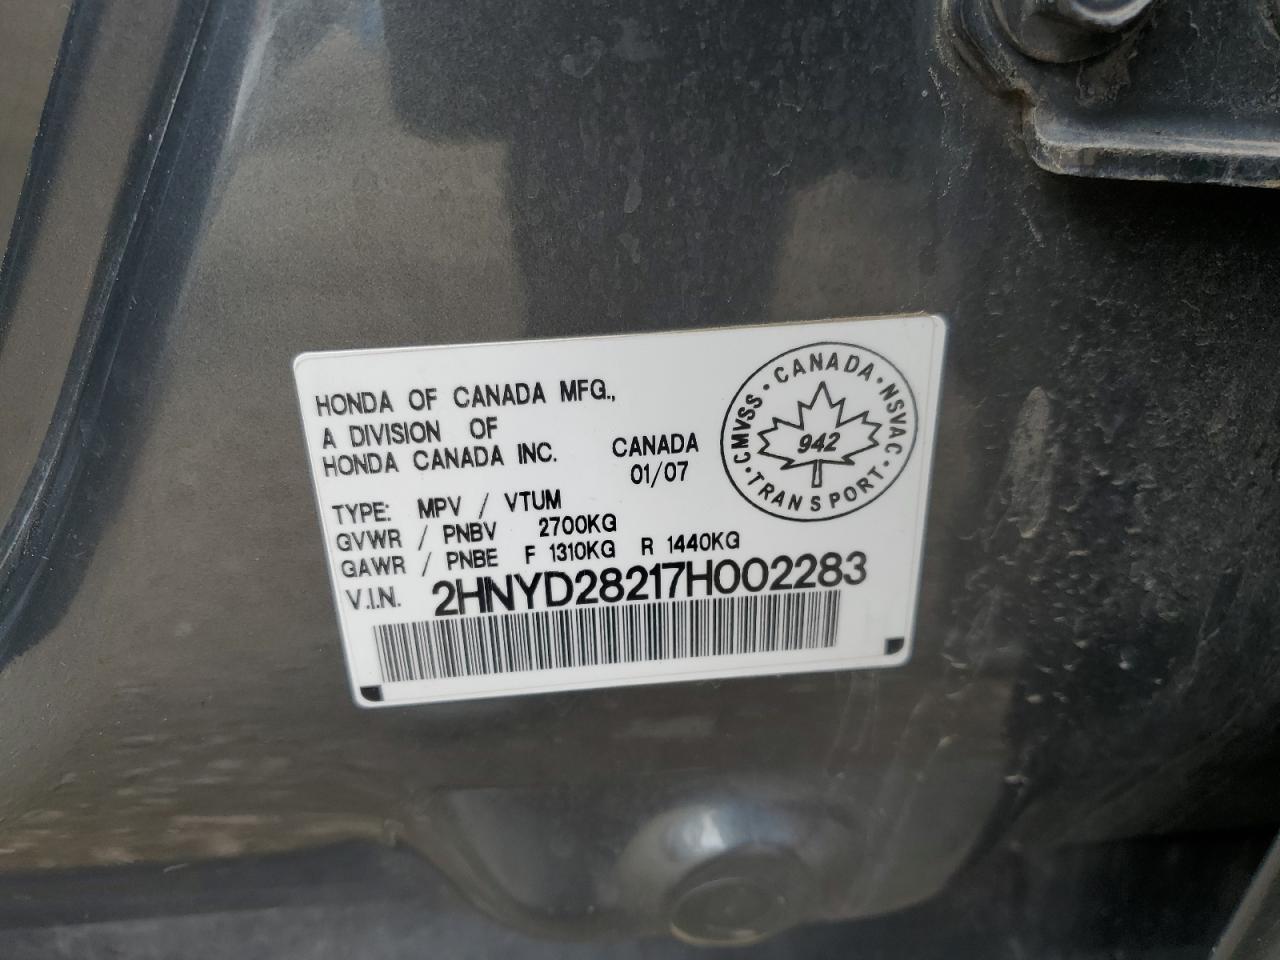 HONDA OF CANADA MFG.,
A DIVISION OF
HONDA CANADA INC.
CANADA
01/07
TYPE: MPV / VTUM
GVWR / PNBV 2700KG
GAWR / PNBE F 1310KG R 1440KG
V.I.N. 2HNYD28217H002283
CMVSS · CANADA · NSVAC · TRANSPORT ·
942